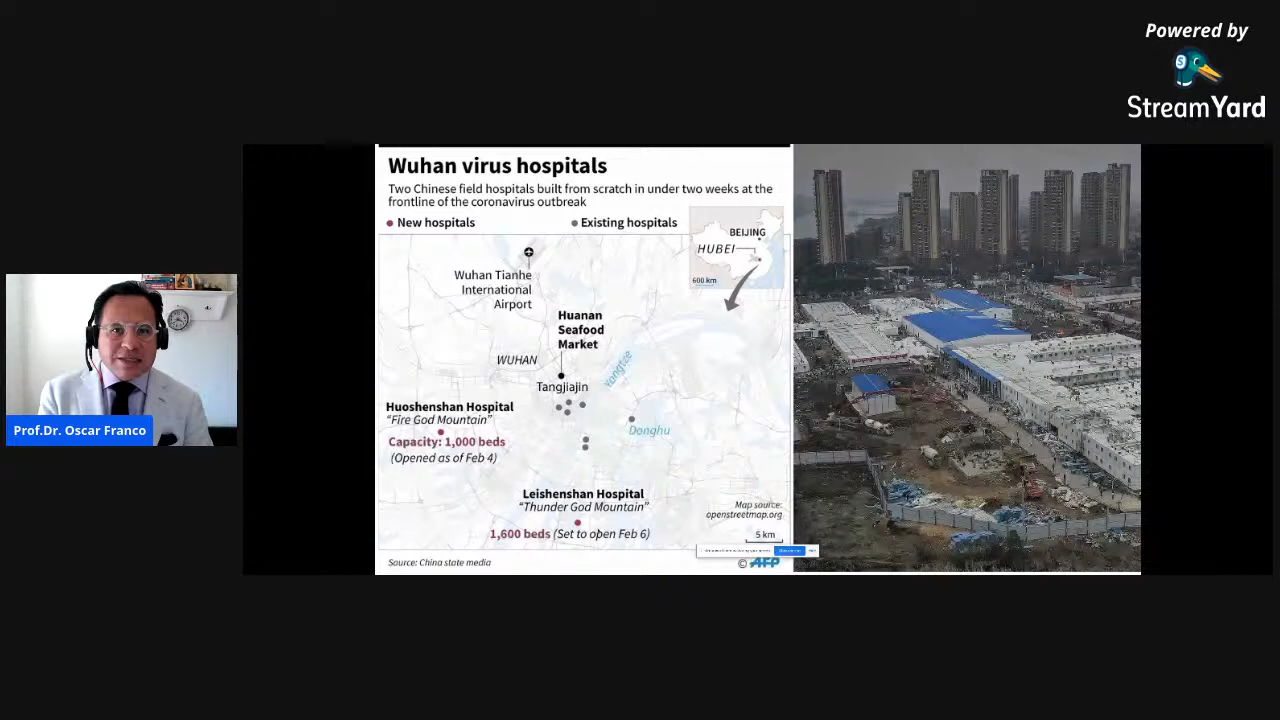 Powered by
S
StreamYard
Prof.Dr. Oscar Franco
Wuhan virus hospitals
Two Chinese field hospitals built from scratch in under two weeks at the
frontline of the coronavirus outbreak
New hospitals
Existing hospitals
BEIJING
HUBEI
600 km
Wuhan Tianhe
International
Airport
Huanan
Seafood
Market
WUHAN
Yangtze
Tangjiajin
Huoshenshan Hospital
“Fire God Mountain”
Capacity: 1,000 beds
(Opened as of Feb 4)
Donghu
Leishenshan Hospital
“Thunder God Mountain”
1,600 beds (Set to open Feb 6)
Map source:
openstreetmap.org
5 km
Source: China state media
© AFP